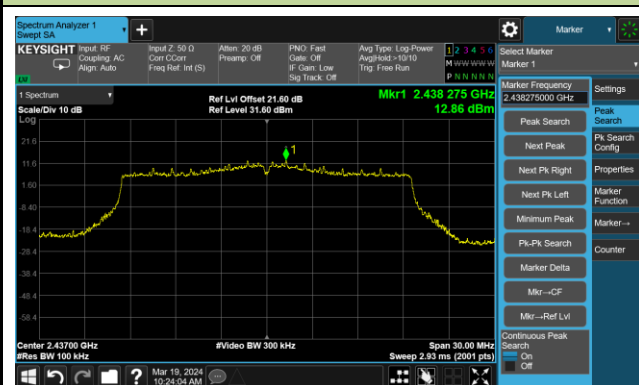 Spectrum Analyzer 1
Swept SA
Marker
KEYSIGHT
Input: RF
Coupling: AC
Align: Auto
Input Z: 50 Ω
Corr CCorr
Freq Ref: Int (S)
Atten: 20 dB
Preamp: Off
PNO: Fast
Gate: Off
IF Gain: Low
Sig Track: Off
Avg Type: Log-Power
Avg|Hold:>10/10
Trig: Free Run
1 2 3 4 5 6
M W W W W W
P N N N N N
Select Marker
Marker 1
1 Spectrum
Scale/Div 10 dB
Log
Ref Lvl Offset 21.60 dB
Ref Level 31.60 dBm
Mkr1 2.438 275 GHz
12.86 dBm
1
21.6
11.6
1.60
-8.40
-18.4
-28.4
-38.4
-48.4
-58.4
Center 2.43700 GHz
#Res BW 100 kHz
#Video BW 300 kHz
Span 30.00 MHz
Sweep 2.93 ms (2001 pts)
Marker Frequency
2.438275000 GHz
Peak Search
Next Peak
Next Pk Right
Next Pk Left
Minimum Peak
Pk-Pk Search
Marker Delta
Mkr→CF
Mkr→Ref Lvl
Continuous Peak
Search
On
Off
Settings
Peak
Search
Pk Search
Config
Properties
Marker
Function
Marker→
Counter
Mar 19, 2024
10:24:04 AM